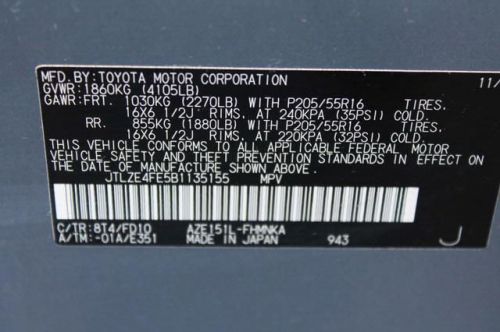 MFD.BY:TOYOTA MOTOR CORPORATION 11/
GVWR:1860KG (4105LB)
GAWR:FRT. 1030KG (2270LB) WITH P205/55R16 TIRES.
16X6 1/2J RIMS, AT 240KPA (35PSI) COLD.
RR. 855KG (1880LB) WITH P205/55R16 TIRES.
16X6 1/2J RIMS, AT 220KPA (32PSI) COLD.
THIS VEHICLE CONFORMS TO ALL APPLICABLE FEDERAL MOTOR
VEHICLE SAFETY AND THEFT PREVENTION STANDARDS IN EFFECT ON
THE DATE OF MANUFACTURE SHOWN ABOVE.
JTLZE4FE5B1135155 MPV
C/TR:8T4/FD10 AZE151L-FHMNKA
A/TM:-01A/E351 MADE IN JAPAN 943 J